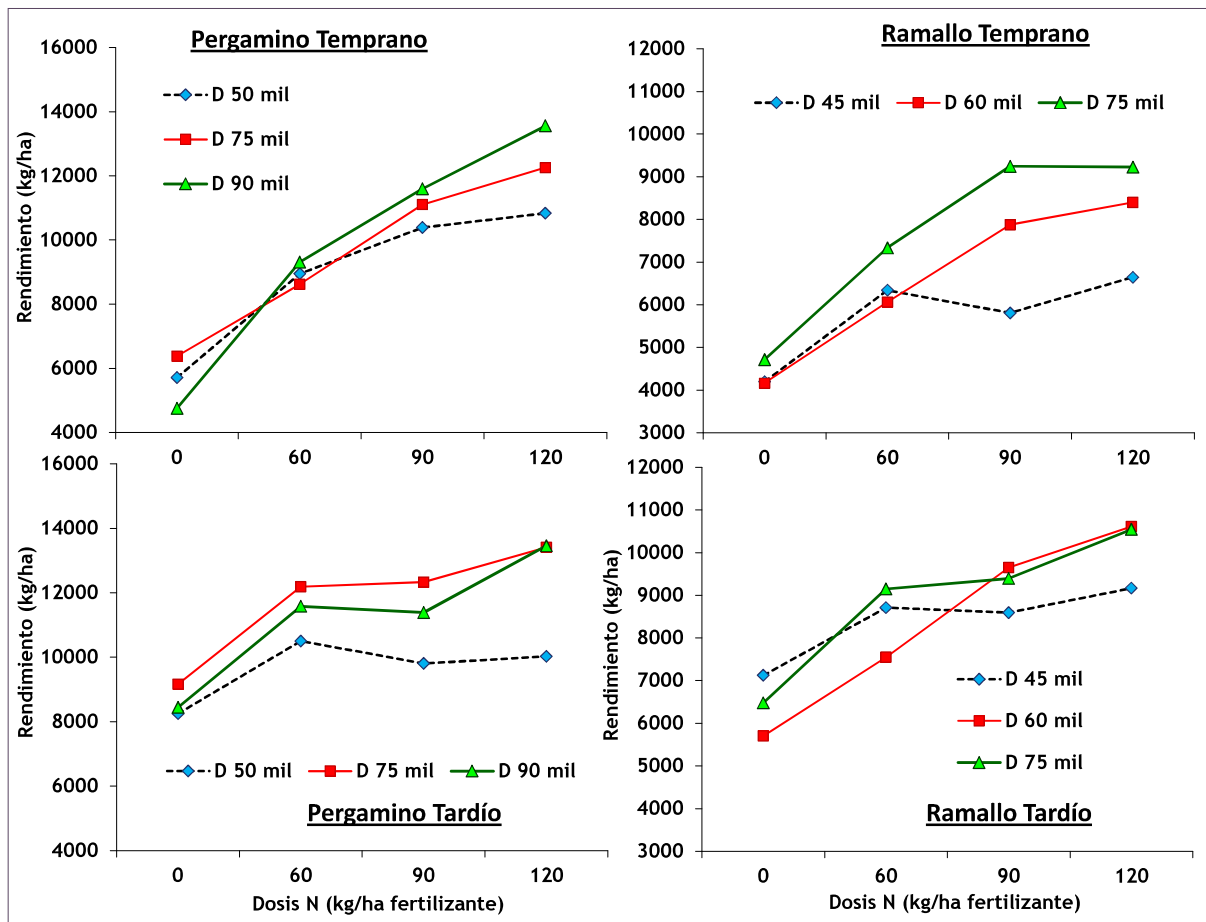 Pergamino Temprano
Rendimiento (kg/ha)
16000
14000
12000
10000
8000
6000
4000
D 50 mil
D 75 mil
D 90 mil
0 60 90 120
Ramallo Temprano
12000
11000
10000
9000
8000
7000
6000
5000
4000
3000
D 45 mil D 60 mil D 75 mil
0 60 90 120
Rendimiento (kg/ha)
16000
14000
12000
10000
8000
6000
4000
D 50 mil D 75 mil D 90 mil
Pergamino Tardío
0 60 90 120
Dosis N (kg/ha fertilizante)
Rendimiento (kg/ha)
12000
11000
10000
9000
8000
7000
6000
5000
4000
3000
D 45 mil
D 60 mil
D 75 mil
Ramallo Tardío
0 60 90 120
Dosis N (kg/ha fertilizante)